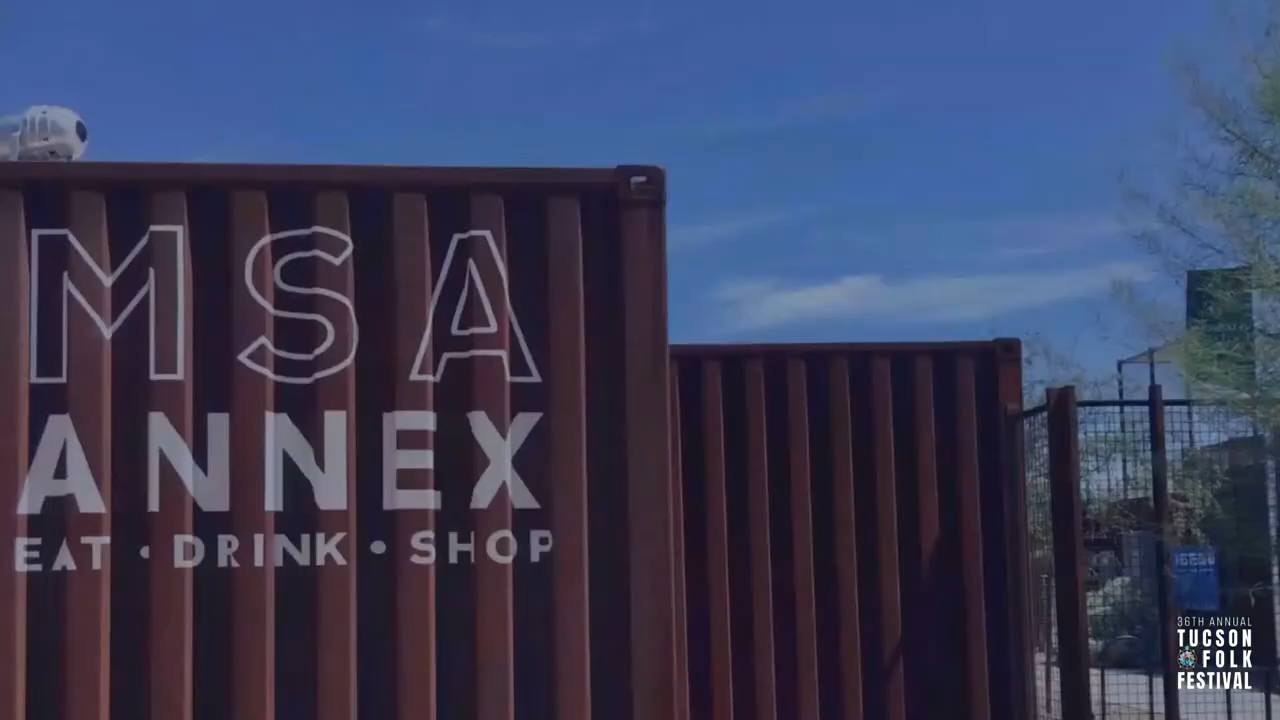 MSA
ANNEX
EAT • DRINK • SHOP
36TH ANNUAL
TUCSON
FOLK
FESTIVAL